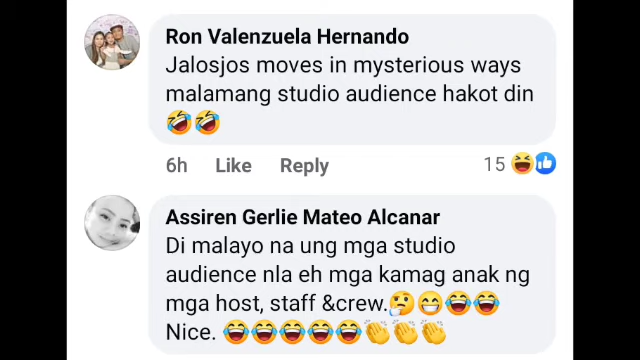 Ron Valenzuela Hernando
Jalosjos moves in mysterious ways
malamang studio audience hakot din
🤣🤣
6h Like Reply 15
Assiren Gerlie Mateo Alcanar
Di malayo na ung mga studio
audience nla eh mga kamag anak ng
mga host, staff &crew.🤔😁😂😂
Nice. 😂😂😂😂😂👏👏👏